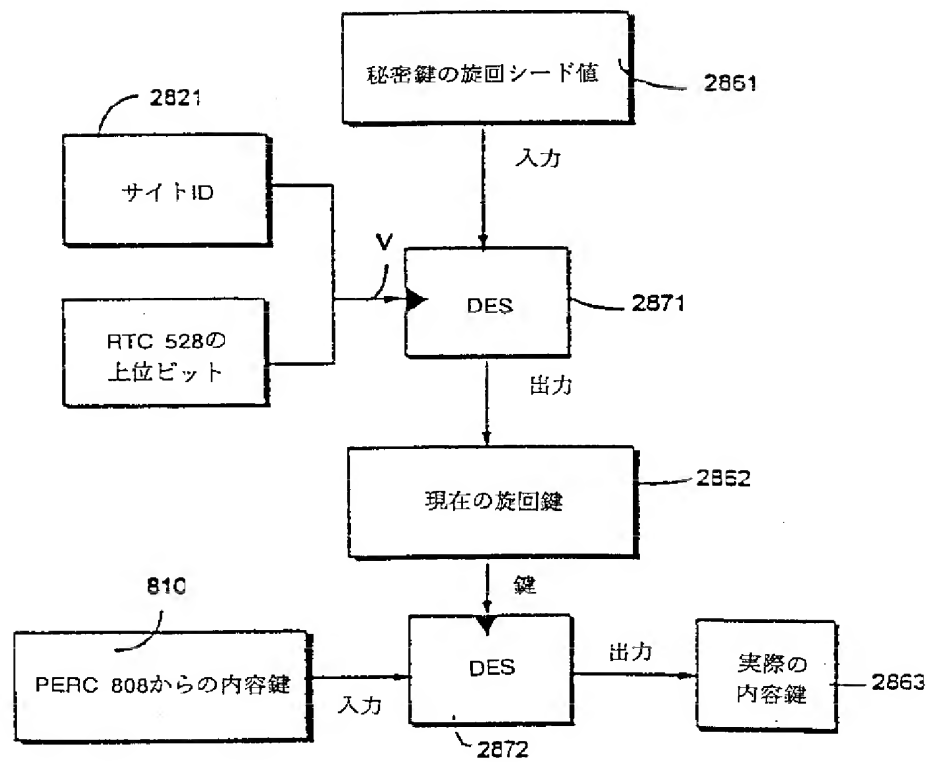 秘密鍵の旋回シード値
2861
2821
サイトID
入力
V
DES
2871
RTC 528の
上位ビット
出力
現在の旋回鍵
2862
鍵
810
PERC 808からの内容鍵
入力
DES
2872
出力
実際の
内容鍵
2863